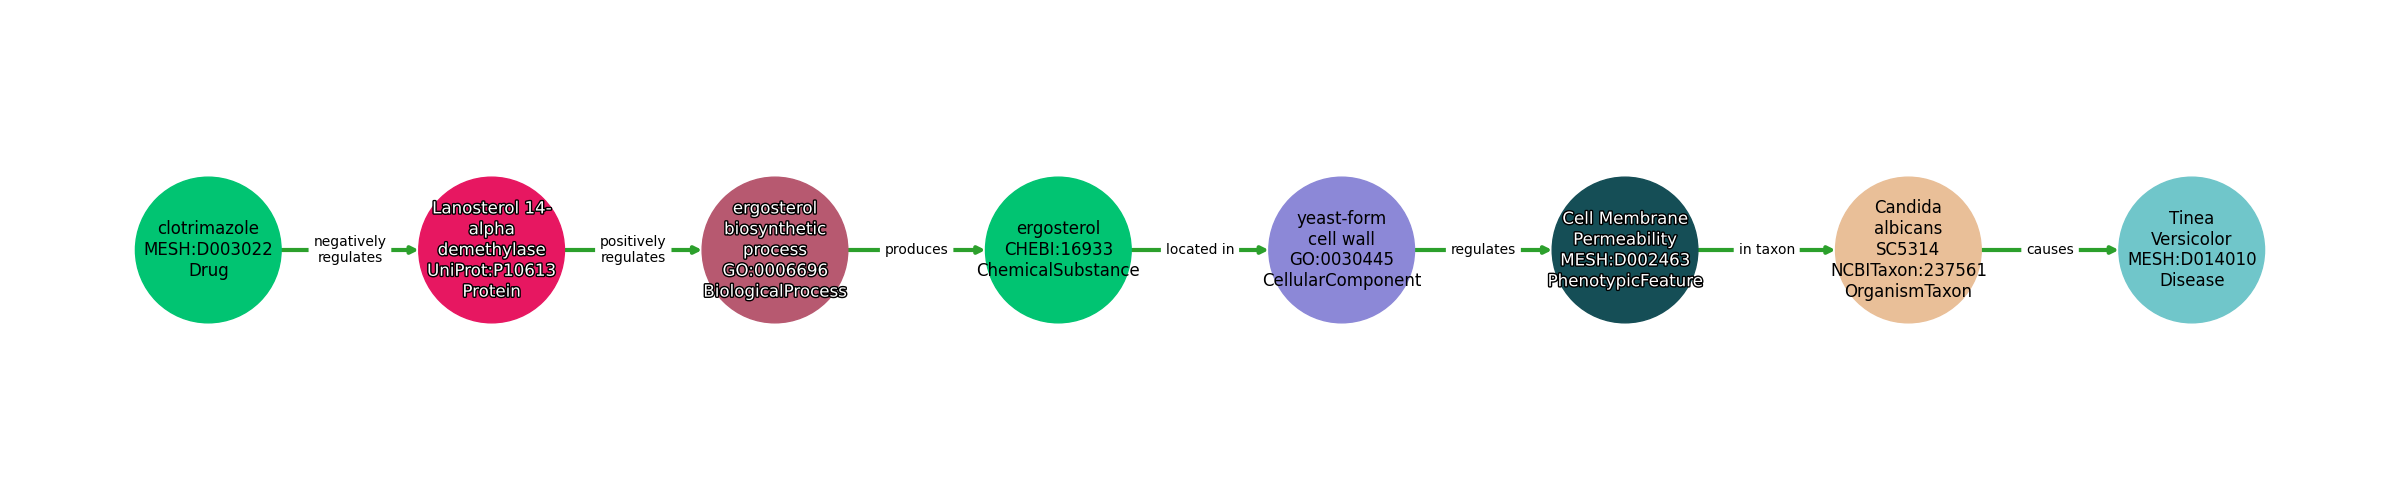 clotrimazole
MESH:D003022
Drug
negatively
regulates
Lanosterol 14-
alpha
demethylase
UniProt:P10613
Protein
positively
regulates
ergosterol
biosynthetic
process
GO:0006696
BiologicalProcess
produces
ergosterol
CHEBI:16933
ChemicalSubstance
located in
yeast-form
cell wall
GO:0030445
CellularComponent
regulates
Cell Membrane
Permeability
MESH:D002463
PhenotypicFeature
in taxon
Candida
albicans
SC5314
NCBITaxon:237561
OrganismTaxon
causes
Tinea
Versicolor
MESH:D014010
Disease